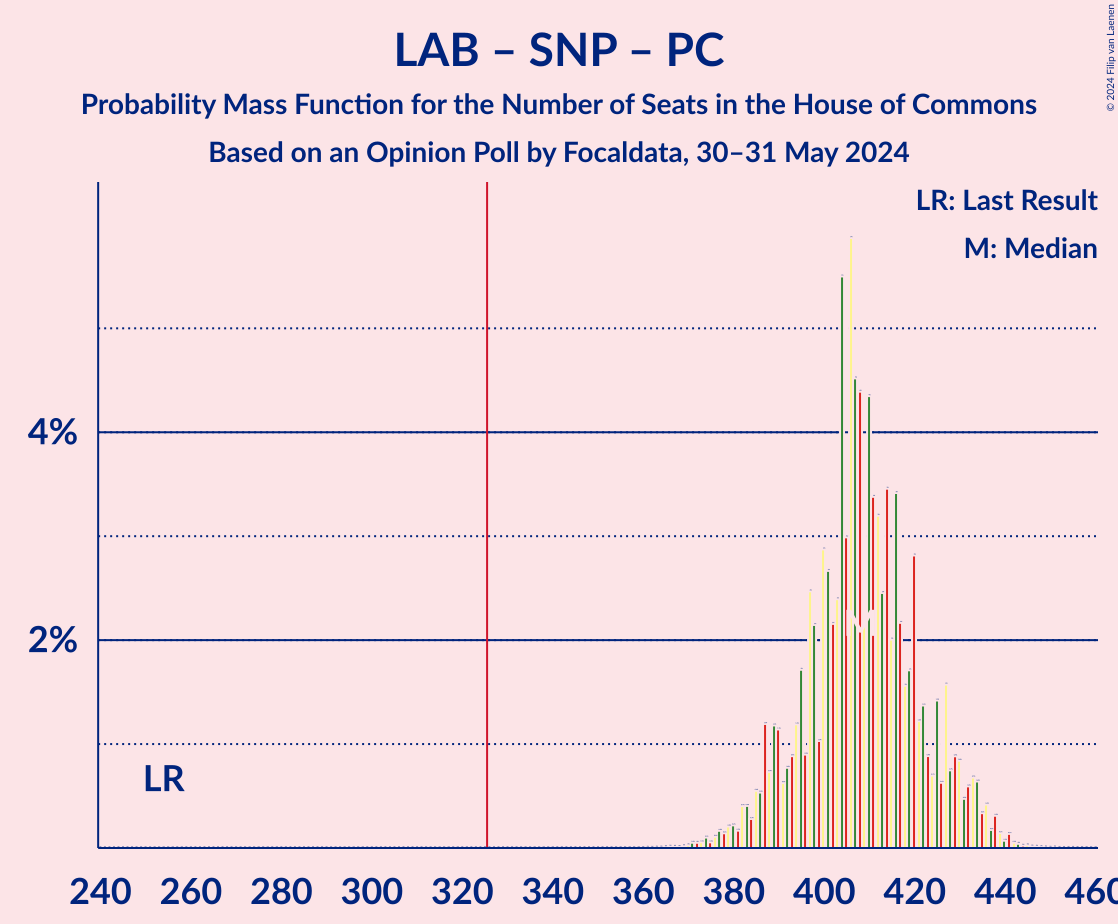 LAB – SNP – PC
Probability Mass Function for the Number of Seats in the House of Commons
Based on an Opinion Poll by Focaldata, 30–31 May 2024
© 2024 Filip van Laenen
LR: Last Result
M: Median
4%
2%
LR
240 260 280 300 320 340 360 380 400 420 440 460